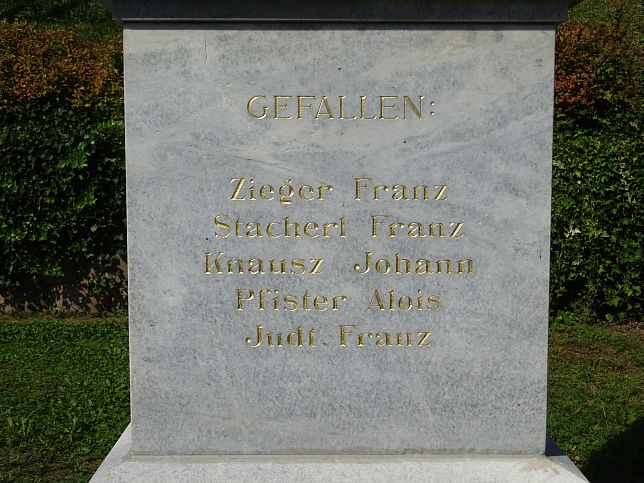 GEFALLEN:
Zieger Franz
Stacherl Franz
Knausz Johann
Pfister Alois
Judt Franz